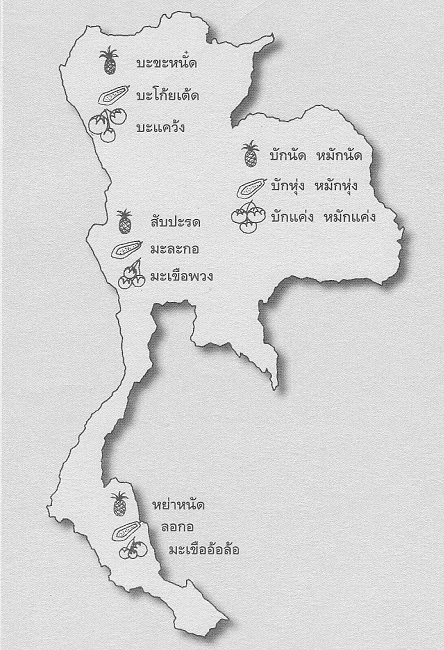 บะขะหนั๋ด
บะโก้ยเต้ด
บะแคว้ง
บักนัด หมักนัด
บักหุ่ง หมักหุ่ง
บักแค่ง หมักแค่ง
สับปะรด
มะละกอ
มะเขือพวง
หย่าหนัด
ลอกอ
มะเขืออ้อล้อ